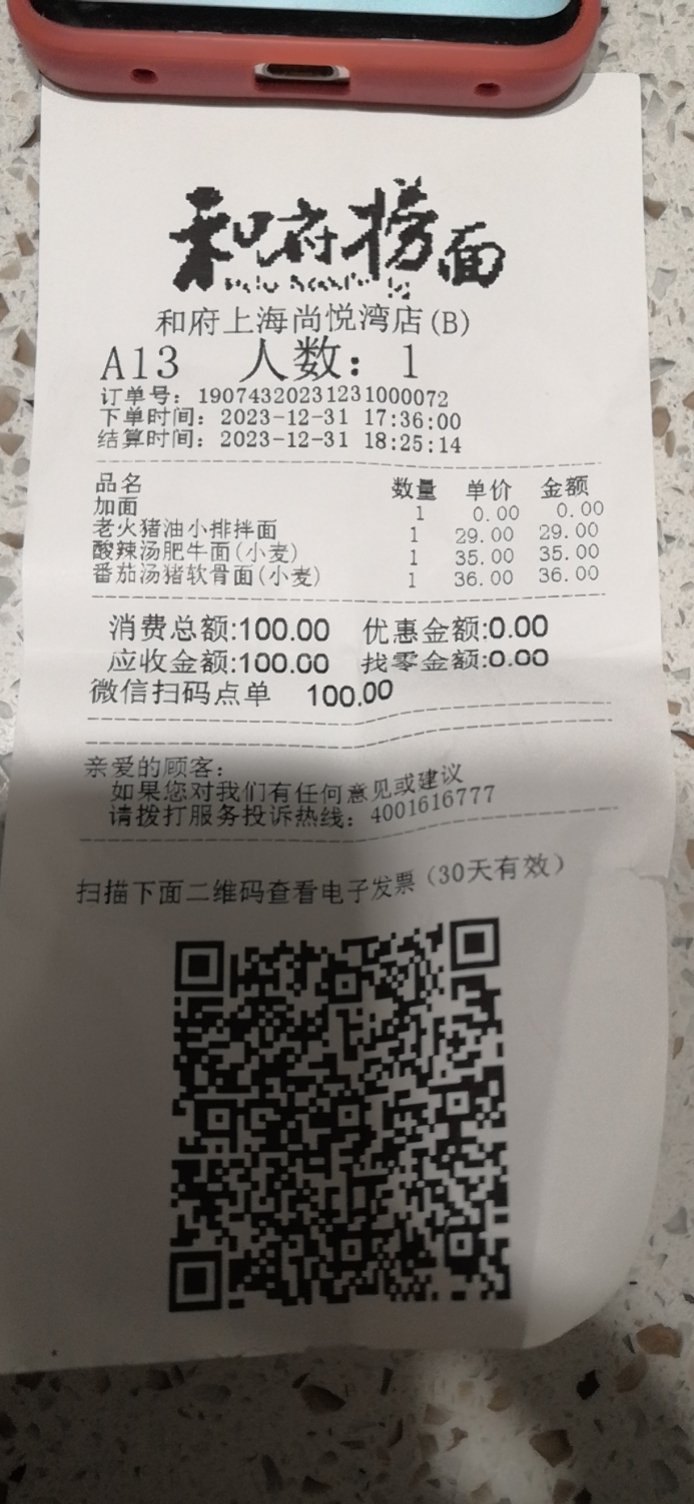 和府捞面
和府上海尚悦湾店(B)
A13 人数：1
订单号：19074320231231000072
下单时间：2023-12-31 17:36:00
结算时间：2023-12-31 18:25:14
品名 数量 单价 金额
加面 1 0.00 0.00
老火猪油小排拌面 1 29.00 29.00
酸辣汤肥牛面(小麦) 1 35.00 35.00
番茄汤猪软骨面(小麦) 1 36.00 36.00
消费总额:100.00 优惠金额:0.00
应收金额:100.00 找零金额:0.00
微信扫码点单 100.00
亲爱的顾客：
如果您对我们有任何意见或建议
请拨打服务投诉热线：4001616777
扫描下面二维码查看电子发票（30天有效）